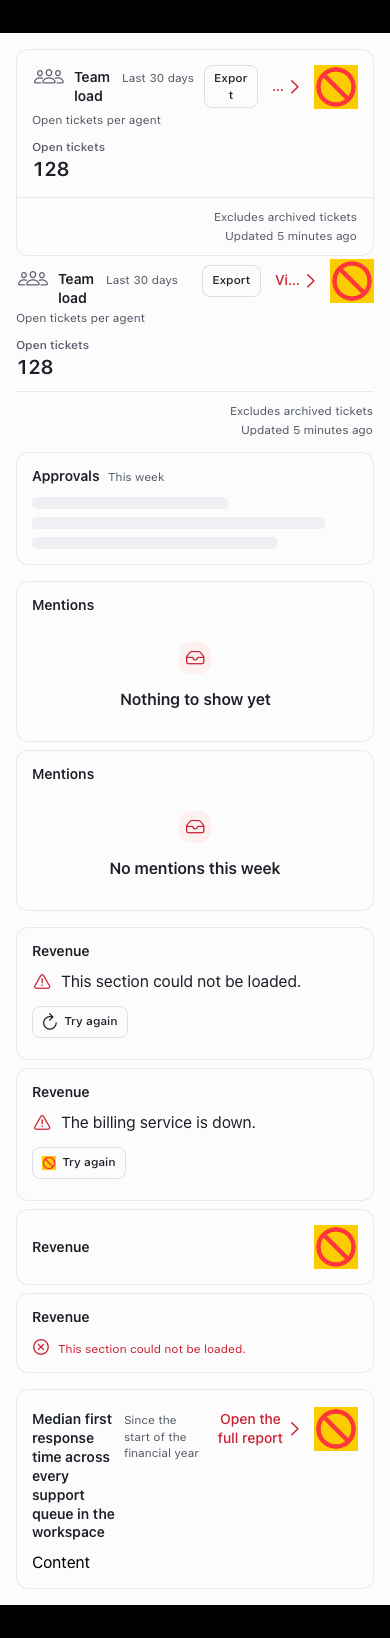 Team load Last 30 days Export ...
Open tickets per agent
Open tickets
128
Excludes archived tickets
Updated 5 minutes ago
Team load Last 30 days Export Vi...
Open tickets per agent
Open tickets
128
Excludes archived tickets
Updated 5 minutes ago
Approvals This week
Mentions
Nothing to show yet
Mentions
No mentions this week
Revenue
This section could not be loaded.
Try again
Revenue
The billing service is down.
Try again
Revenue
Revenue
This section could not be loaded.
Median first
response
time across
every
support
queue in the
workspace
Since the
start of the
financial year
Open the
full report
Content